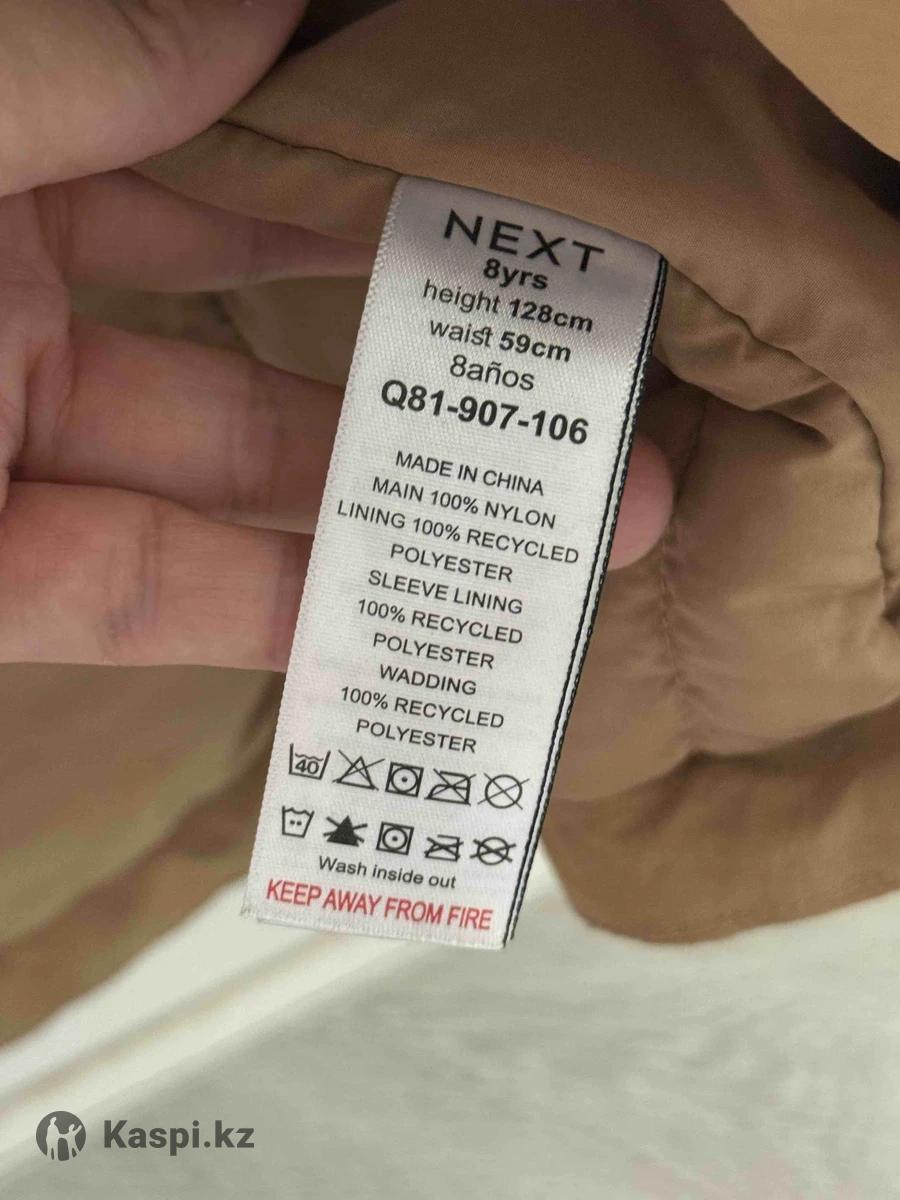 NEXT
8yrs
height 128cm
waist 59cm
8años
Q81-907-106
MADE IN CHINA
MAIN 100% NYLON
LINING 100% RECYCLED
POLYESTER
SLEEVE LINING
100% RECYCLED
POLYESTER
WADDING
100% RECYCLED
POLYESTER
40
Wash inside out
KEEP AWAY FROM FIRE
Kaspi.kz